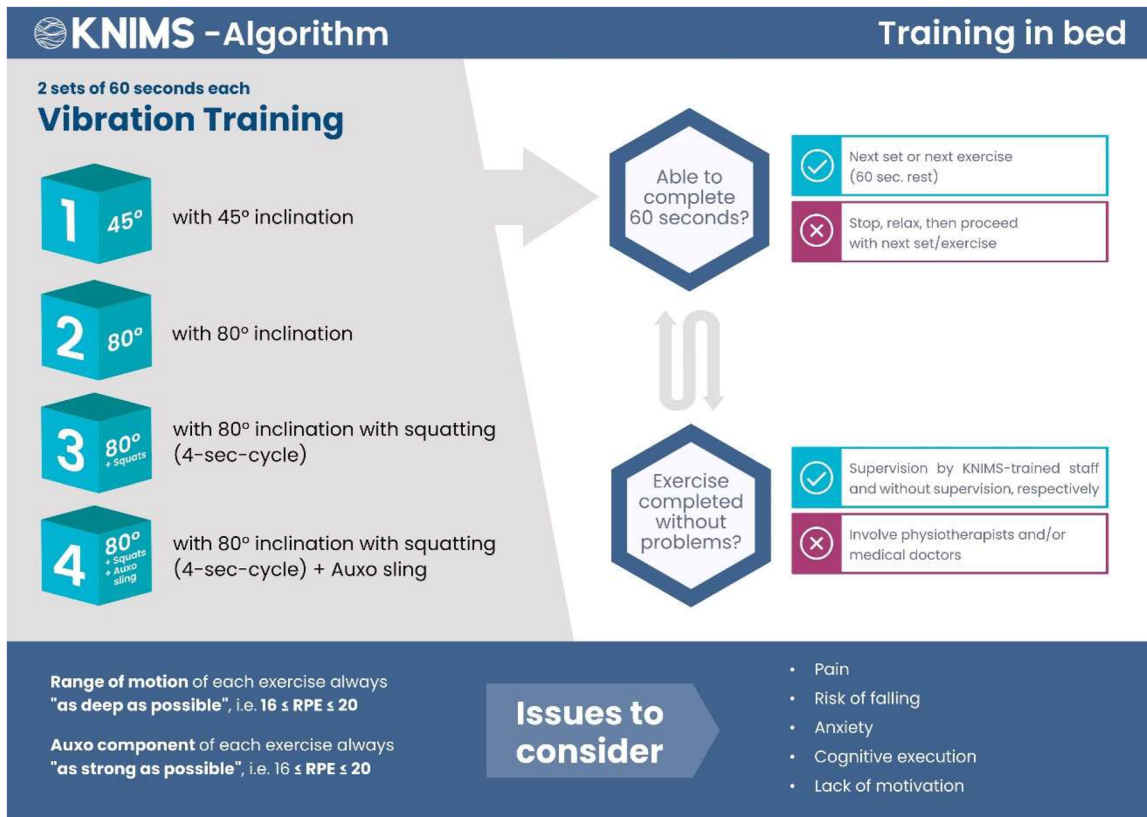 KNIMS -Algorithm
Training in bed
2 sets of 60 seconds each
Vibration Training
1 45°
with 45° inclination
2 80°
with 80° inclination
3 80°
+ Squats
with 80° inclination with squatting
(4-sec-cycle)
4 80°
+ Squats
+ Auxo
sling
with 80° inclination with squatting
(4-sec-cycle) + Auxo sling
Able to
complete
60 seconds?
Next set or next exercise
(60 sec. rest)
Stop, relax, then proceed
with next set/exercise
Exercise
completed
without
problems?
Supervision by KNIMS-trained staff
and without supervision, respectively
Involve physiotherapists and/or
medical doctors
Range of motion of each exercise always
"as deep as possible", i.e. 16 ≤ RPE ≤ 20
Auxo component of each exercise always
"as strong as possible", i.e. 16 ≤ RPE ≤ 20
Issues to
consider
• Pain
• Risk of falling
• Anxiety
• Cognitive execution
• Lack of motivation